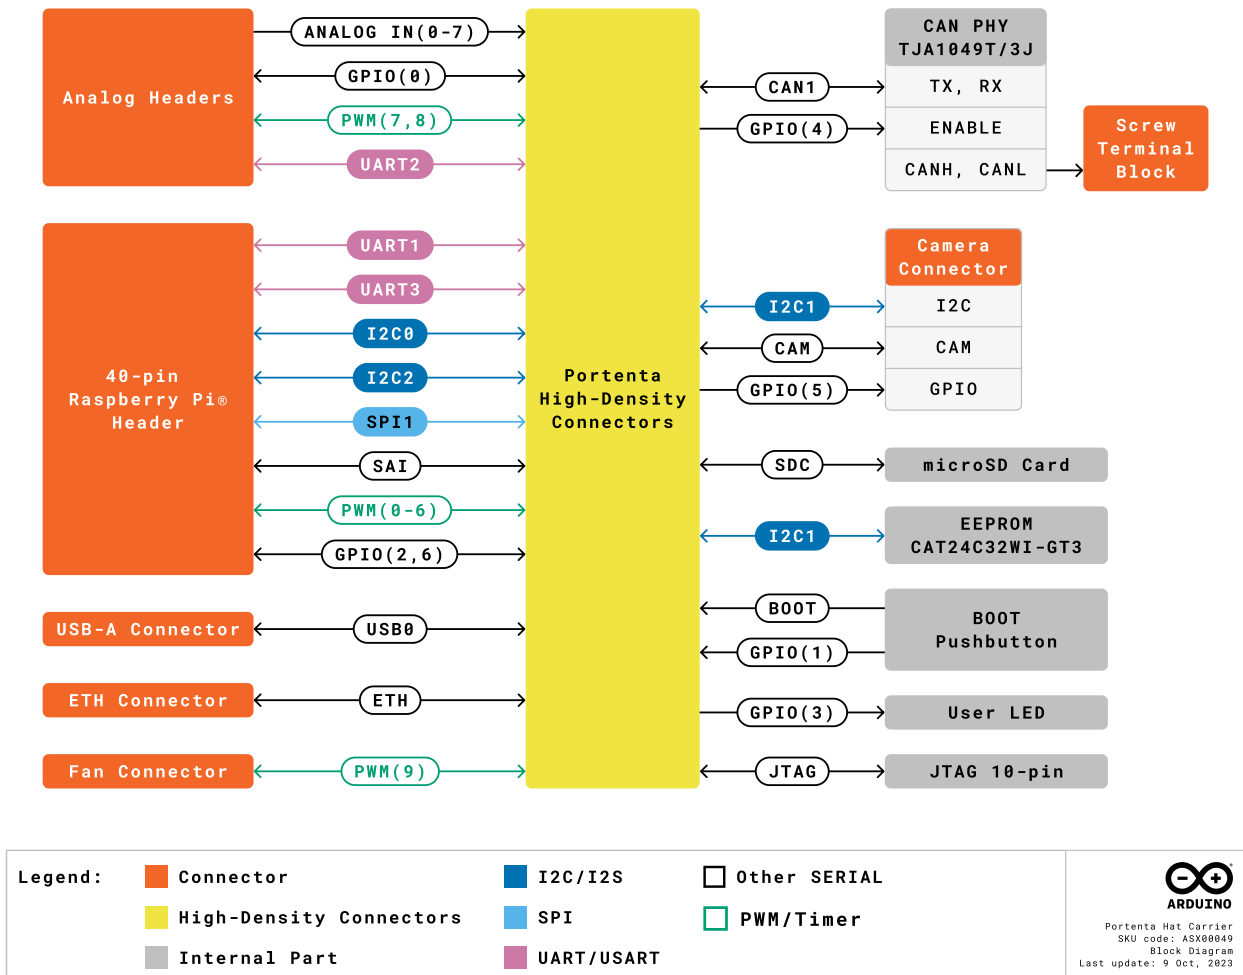 Analog Headers
ANALOG IN(0-7)
GPIO(0)
PWM(7,8)
UART2
40-pin
Raspberry Pi®
Header
UART1
UART3
I2C0
I2C2
SPI1
SAI
PWM(0-6)
GPIO(2,6)
USB-A Connector
USB0
ETH Connector
ETH
Fan Connector
PWM(9)
Portenta
High-Density
Connectors
CAN1
GPIO(4)
CAN PHY
TJA1049T/3J
TX, RX
ENABLE
CANH, CANL
Screw
Terminal
Block
I2C1
CAM
GPIO(5)
Camera
Connector
I2C
CAM
GPIO
SDC
microSD Card
I2C1
EEPROM
CAT24C32WI-GT3
BOOT
GPIO(1)
BOOT
Pushbutton
GPIO(3)
User LED
JTAG
JTAG 10-pin
Legend:
Connector
High-Density Connectors
Internal Part
I2C/I2S
SPI
UART/USART
Other SERIAL
PWM/Timer
ARDUINO
Portenta Hat Carrier
SKU code: ASX00049
Block Diagram
Last update: 9 Oct, 2023